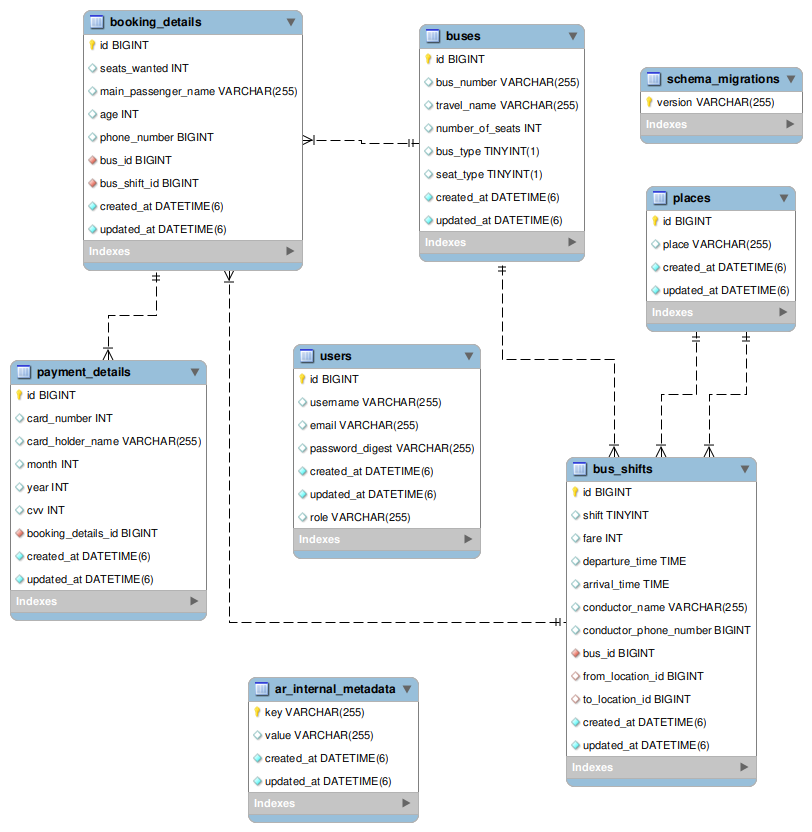 booking_details
id BIGINT
seats_wanted INT
main_passenger_name VARCHAR(255)
age INT
phone_number BIGINT
bus_id BIGINT
bus_shift_id BIGINT
created_at DATETIME(6)
updated_at DATETIME(6)
Indexes
buses
id BIGINT
bus_number VARCHAR(255)
travel_name VARCHAR(255)
number_of_seats INT
bus_type TINYINT(1)
seat_type TINYINT(1)
created_at DATETIME(6)
updated_at DATETIME(6)
Indexes
schema_migrations
version VARCHAR(255)
Indexes
places
id BIGINT
place VARCHAR(255)
created_at DATETIME(6)
updated_at DATETIME(6)
Indexes
payment_details
id BIGINT
card_number INT
card_holder_name VARCHAR(255)
month INT
year INT
cvv INT
booking_details_id BIGINT
created_at DATETIME(6)
updated_at DATETIME(6)
Indexes
users
id BIGINT
username VARCHAR(255)
email VARCHAR(255)
password_digest VARCHAR(255)
created_at DATETIME(6)
updated_at DATETIME(6)
role VARCHAR(255)
Indexes
bus_shifts
id BIGINT
shift TINYINT
fare INT
departure_time TIME
arrival_time TIME
conductor_name VARCHAR(255)
conductor_phone_number BIGINT
bus_id BIGINT
from_location_id BIGINT
to_location_id BIGINT
created_at DATETIME(6)
updated_at DATETIME(6)
Indexes
ar_internal_metadata
key VARCHAR(255)
value VARCHAR(255)
created_at DATETIME(6)
updated_at DATETIME(6)
Indexes